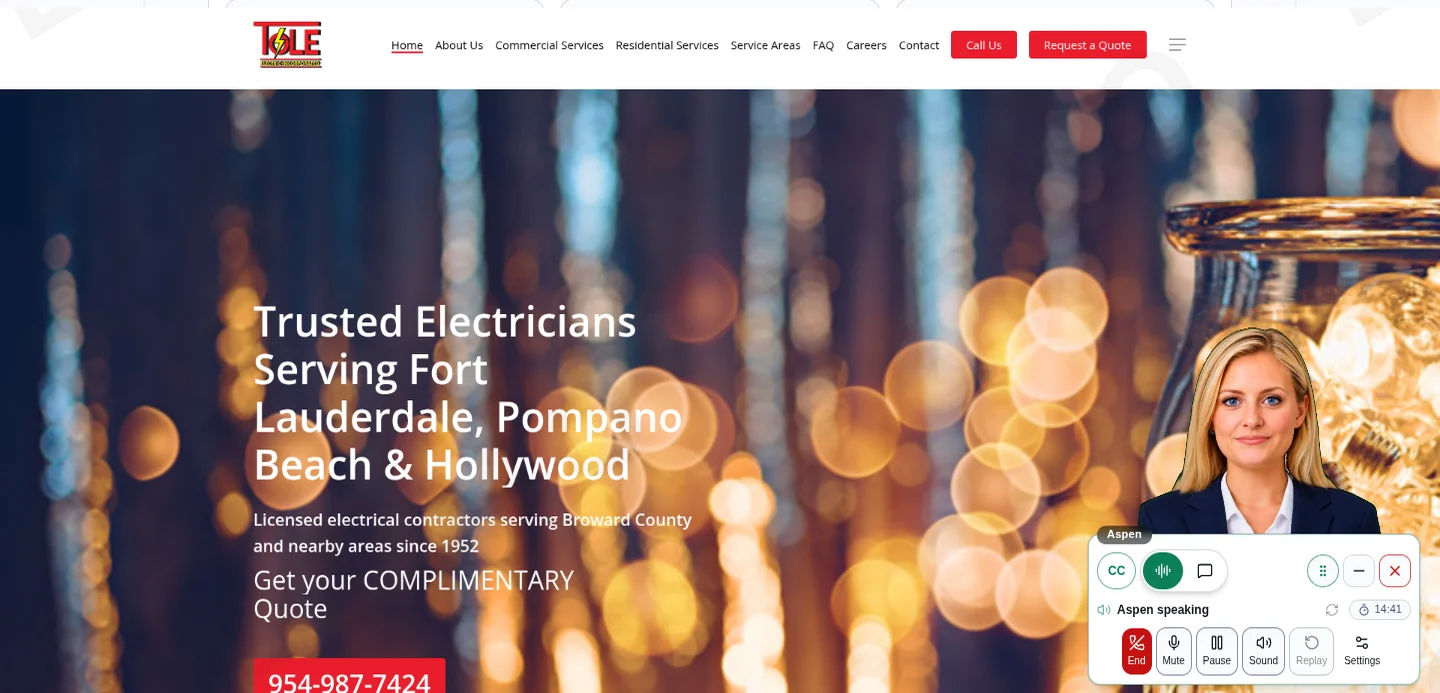 TOLE
Home About Us Commercial Services Residential Services Service Areas FAQ Careers Contact Call Us Request a Quote
Trusted Electricians
Serving Fort
Lauderdale, Pompano
Beach & Hollywood
Licensed electrical contractors serving Broward County
and nearby areas since 1952
Get your COMPLIMENTARY
Quote
954-987-7424
Aspen
CC
Aspen speaking 14:41
End Mute Pause Sound Replay Settings